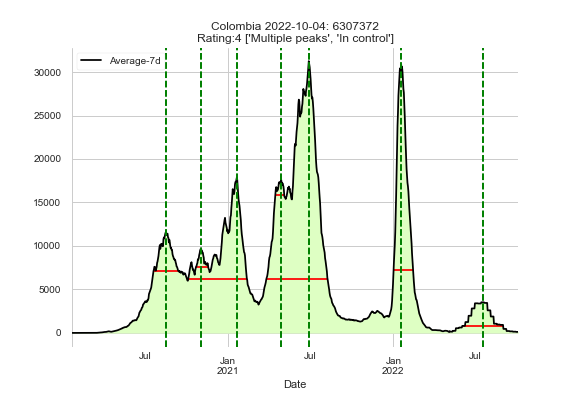 Colombia 2022-10-04: 6307372
Rating:4 ['Multiple peaks', 'In control']
Average-7d
30000
25000
20000
15000
10000
5000
0
Jul
Jan
2021
Jul
Jan
2022
Jul
Date